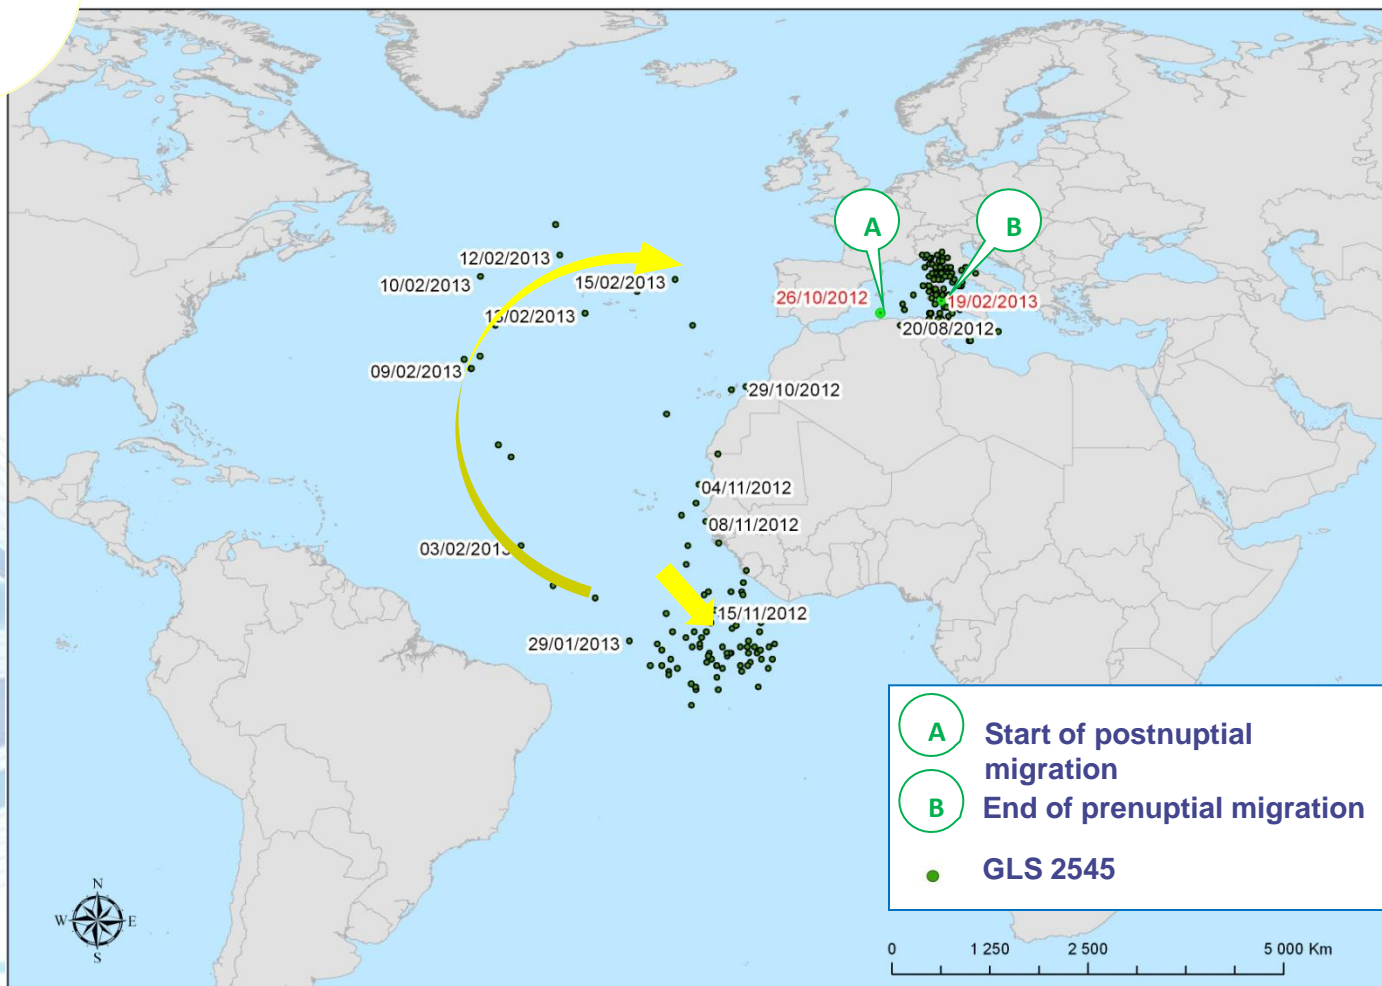 A
B
12/02/2013
10/02/2013
15/02/2013
26/10/2012
19/02/2013
13/02/2013
20/08/2012
09/02/2013
29/10/2012
04/11/2012
08/11/2012
03/02/2013
15/11/2012
29/01/2013
A Start of postnuptial
migration
B End of prenuptial migration
GLS 2545
N
W E
S
0 1 250 2 500 5 000 Km